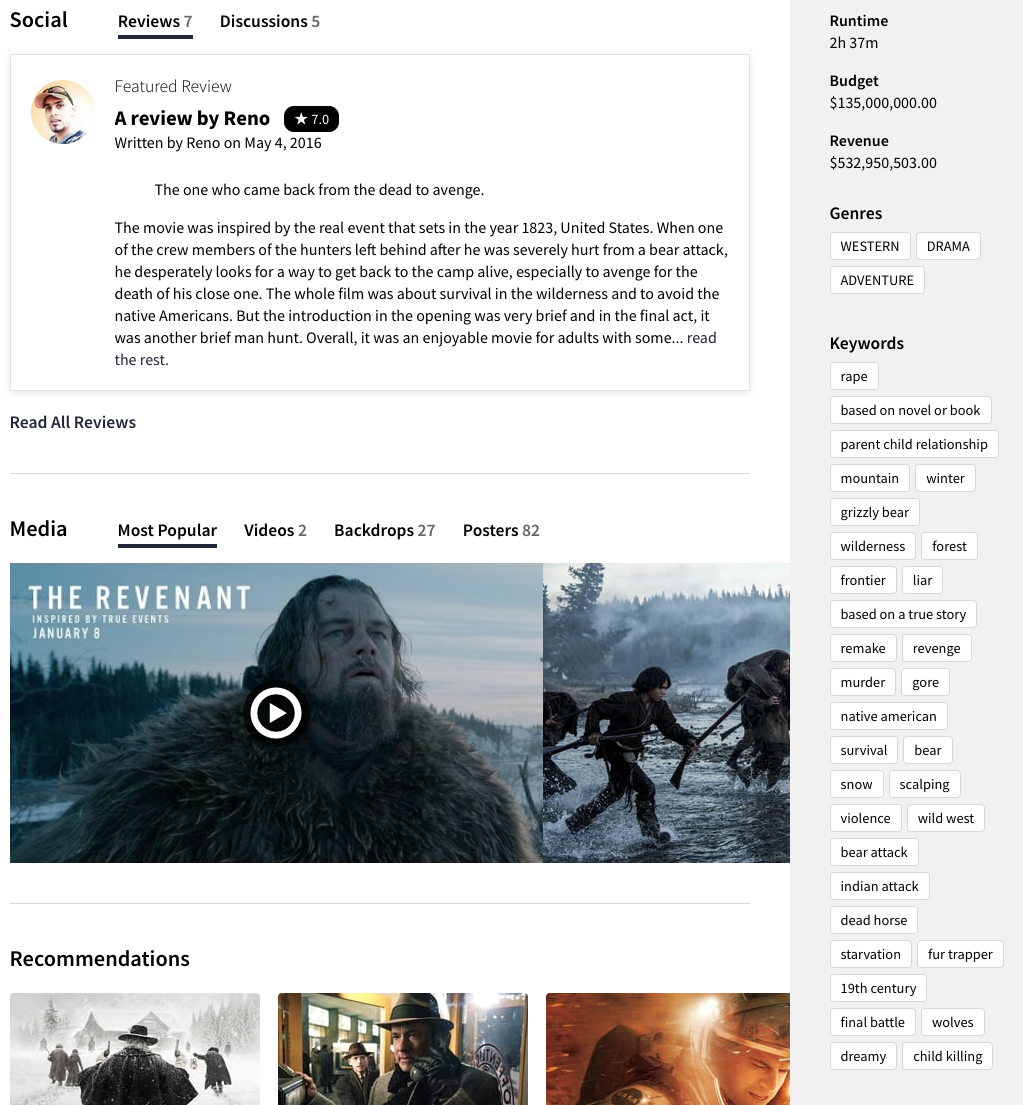 Social
Reviews 7
Discussions 5
Featured Review
A review by Reno
★ 7.0
Written by Reno on May 4, 2016
The one who came back from the dead to avenge.
The movie was inspired by the real event that sets in the year 1823, United States. When one
of the crew members of the hunters left behind after he was severely hurt from a bear attack,
he desperately looks for a way to get back to the camp alive, especially to avenge for the
death of his close one. The whole film was about survival in the wilderness and to avoid the
native Americans. But the introduction in the opening was very brief and in the final act, it
was another brief man hunt. Overall, it was an enjoyable movie for adults with some... read
the rest.
Read All Reviews
Media
Most Popular
Videos 2
Backdrops 27
Posters 82
THE REVENANT
INSPIRED BY TRUE EVENTS
JANUARY 8
Recommendations
Runtime
2h 37m
Budget
$135,000,000.00
Revenue
$532,950,503.00
Genres
WESTERN
DRAMA
ADVENTURE
Keywords
rape
based on novel or book
parent child relationship
mountain
winter
grizzly bear
wilderness
forest
frontier
liar
based on a true story
remake
revenge
murder
gore
native american
survival
bear
snow
scalping
violence
wild west
bear attack
indian attack
dead horse
starvation
fur trapper
19th century
final battle
wolves
dreamy
child killing